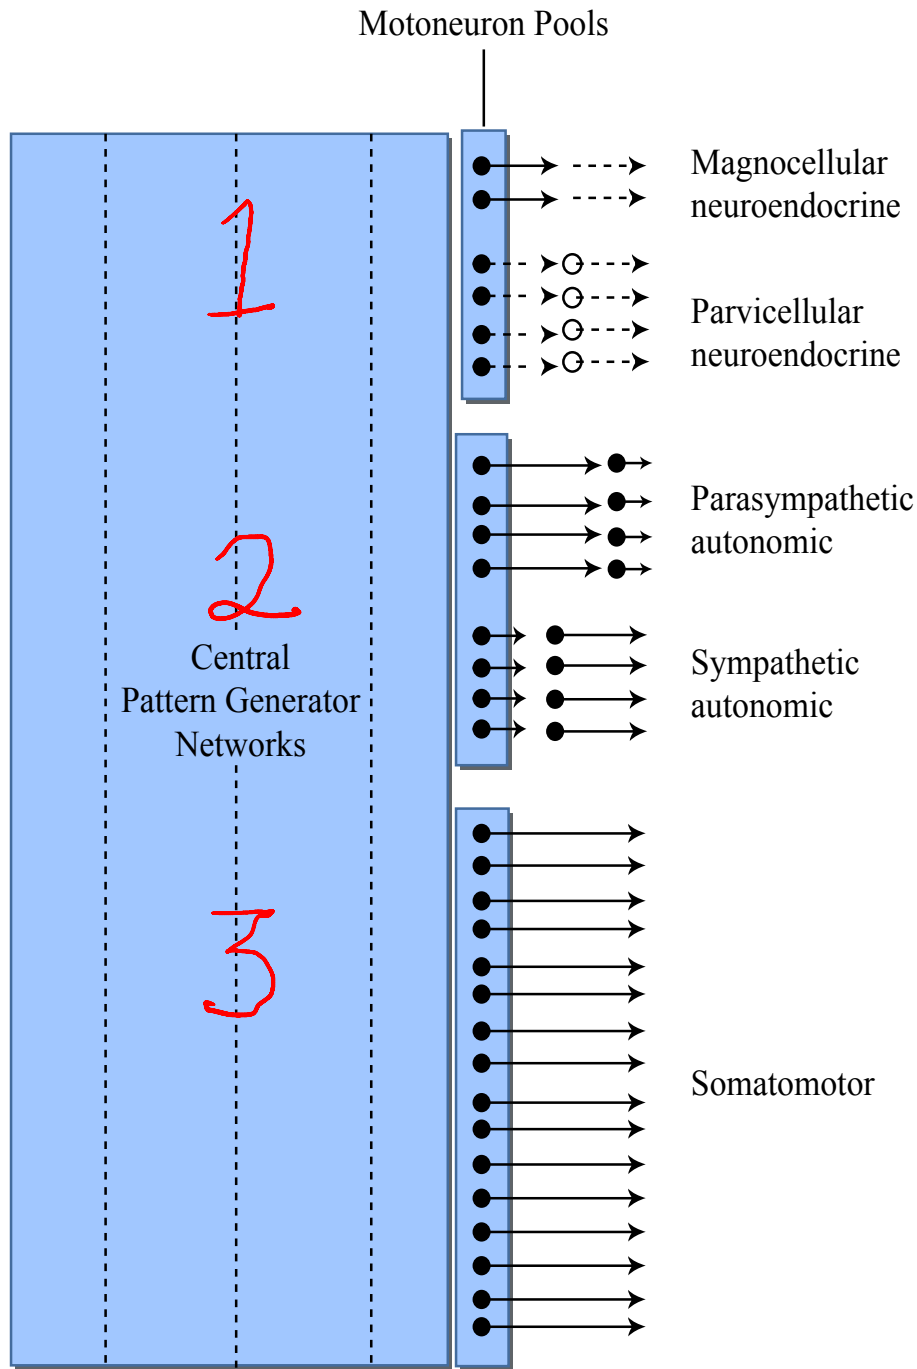 Motoneuron Pools
Magnocellular
neuroendocrine
1
Parvicellular
neuroendocrine
Parasympathetic
autonomic
2
Central
Pattern Generator
Networks
Sympathetic
autonomic
3
Somatomotor